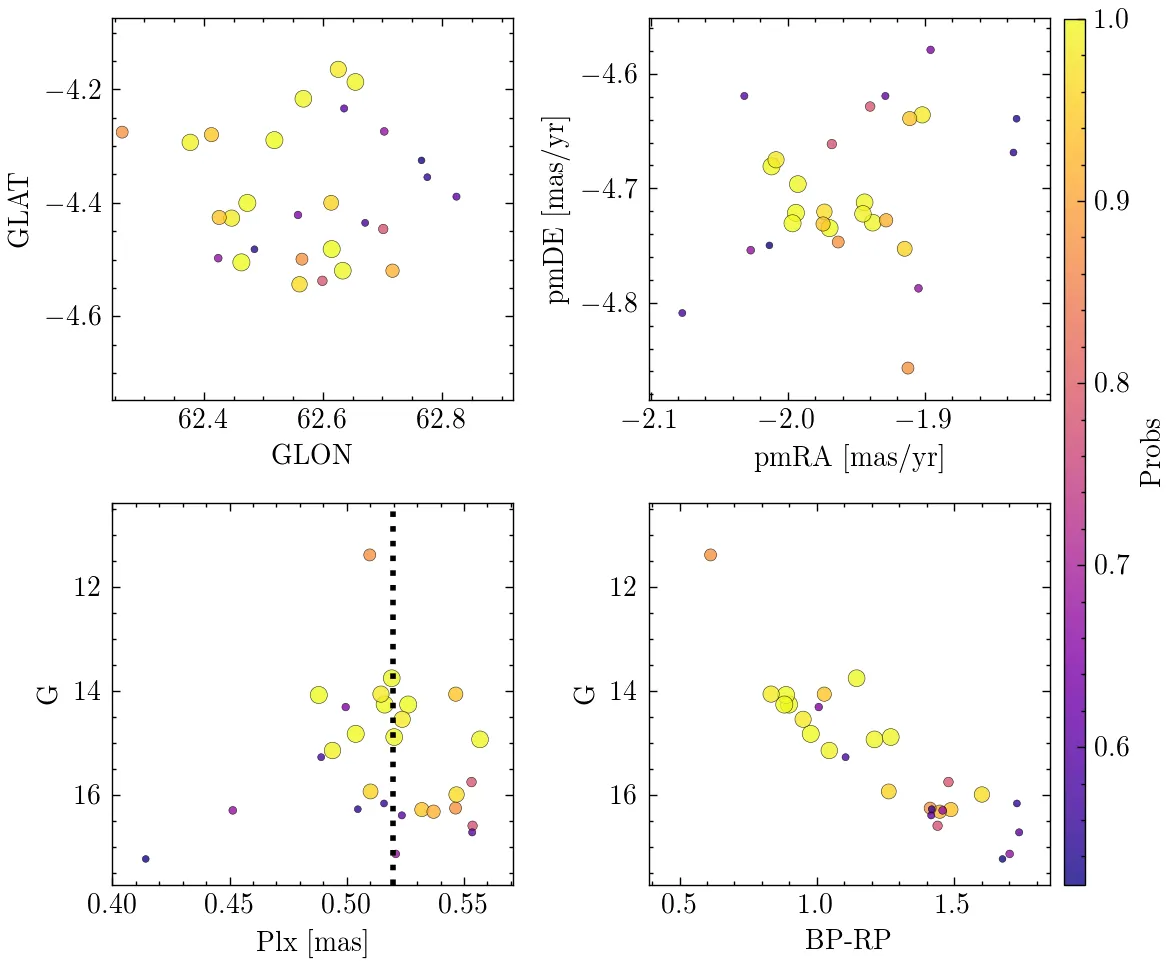 −4.2
−4.4
−4.6
GLAT
62.4 62.6 62.8
GLON
−4.6
−4.7
−4.8
pmDE [mas/yr]
−2.1 −2.0 −1.9
pmRA [mas/yr]
12
14
16
G
0.40 0.45 0.50 0.55
Plx [mas]
12
14
16
G
0.5 1.0 1.5
BP-RP
1.0
0.9
0.8
0.7
0.6
Probs